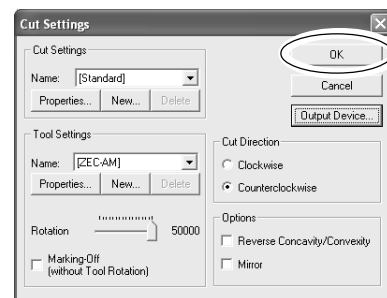 Cut Settings
Cut Settings
Name: [Standard]
Properties... New... Delete
Tool Settings
Name: [ZEC-AM]
Properties... New... Delete
Rotation 50000
Marking-Off
(without Tool Rotation)
OK
Cancel
Output Device...
Cut Direction
Clockwise
Counterclockwise
Options
Reverse Concavity/Convexity
Mirror